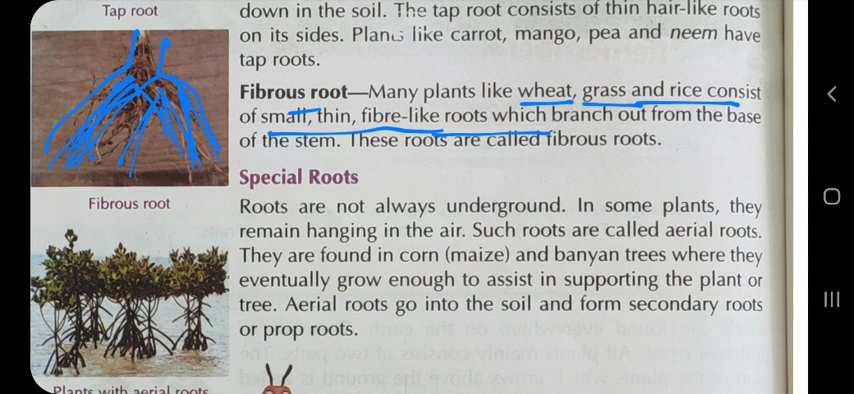 Tap root
down in the soil. The tap root consists of thin hair-like roots
on its sides. Plants like carrot, mango, pea and neem have
tap roots.
Fibrous root—Many plants like wheat, grass and rice consist
of small, thin, fibre-like roots which branch out from the base
of the stem. These roots are called fibrous roots.
Fibrous root
Special Roots
Roots are not always underground. In some plants, they
remain hanging in the air. Such roots are called aerial roots.
They are found in corn (maize) and banyan trees where they
eventually grow enough to assist in supporting the plant or
tree. Aerial roots go into the soil and form secondary roots
or prop roots.
Plants with aerial roots